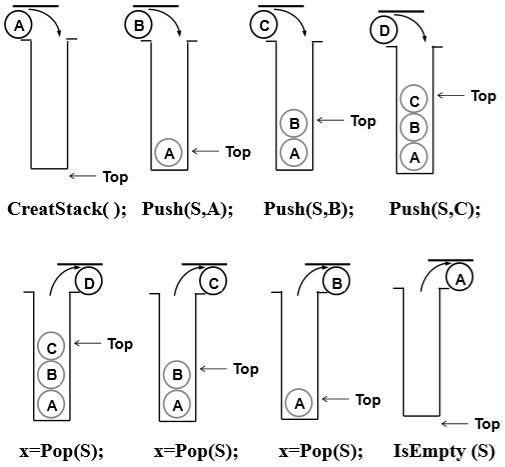 A B C D
C Top
B Top B
A Top A A
Top
CreatStack( ); Push(S,A); Push(S,B); Push(S,C);
D C B A
C Top
B B Top
A A A Top
Top
x=Pop(S); x=Pop(S); x=Pop(S); IsEmpty (S)